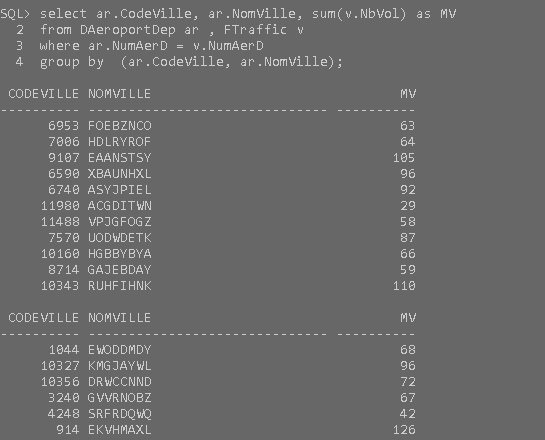 SQL> select ar.CodeVille, ar.NomVille, sum(v.NbVol) as MV
2 from DAeroportDep ar , FTraffic v
3 where ar.NumAerD = v.NumAerD
4 group by (ar.CodeVille, ar.NomVille);
CODEVILLE NOMVILLE MV
---------- ------------------------------ ----------
6953 FOEBZNCO 63
7006 HDLRYROF 64
9107 EAANSTSY 105
6590 XBAUNHXL 96
6740 ASYJPIEL 92
11980 ACGDITWN 29
11488 VPJGFOGZ 58
7570 UODWDETK 87
10160 HGBBYBYA 66
8714 GAJEBDAY 59
10343 RUHFIHNK 110
CODEVILLE NOMVILLE MV
---------- ------------------------------ ----------
1044 EWODDMDY 68
10327 KMGJAYWL 96
10356 DRWCCNND 72
3240 GVVRNOBZ 67
4248 SRFRDQWQ 42
914 EKVHMAXL 126